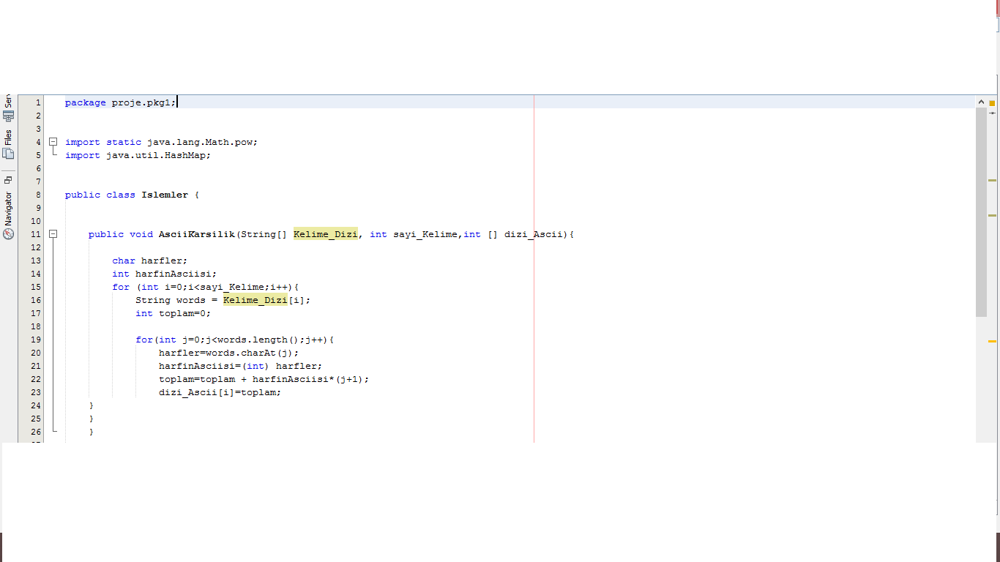 Serv
Files
Navigator
1 package proje.pkg1;
2
3
4 import static java.lang.Math.pow;
5 import java.util.HashMap;
6
7
8 public class Islemler {
9
10
11 public void AsciiKarsilik(String[] Kelime_Dizi, int sayi_Kelime,int [] dizi_Ascii){
12
13 char harfler;
14 int harfinAsciisi;
15 for (int i=0;i<sayi_Kelime;i++){
16 String words = Kelime_Dizi[i];
17 int toplam=0;
18
19 for(int j=0;j<words.length();j++){
20 harfler=words.charAt(j);
21 harfinAsciisi=(int) harfler;
22 toplam=toplam + harfinAsciisi*(j+1);
23 dizi_Ascii[i]=toplam;
24 }
25 }
26 }